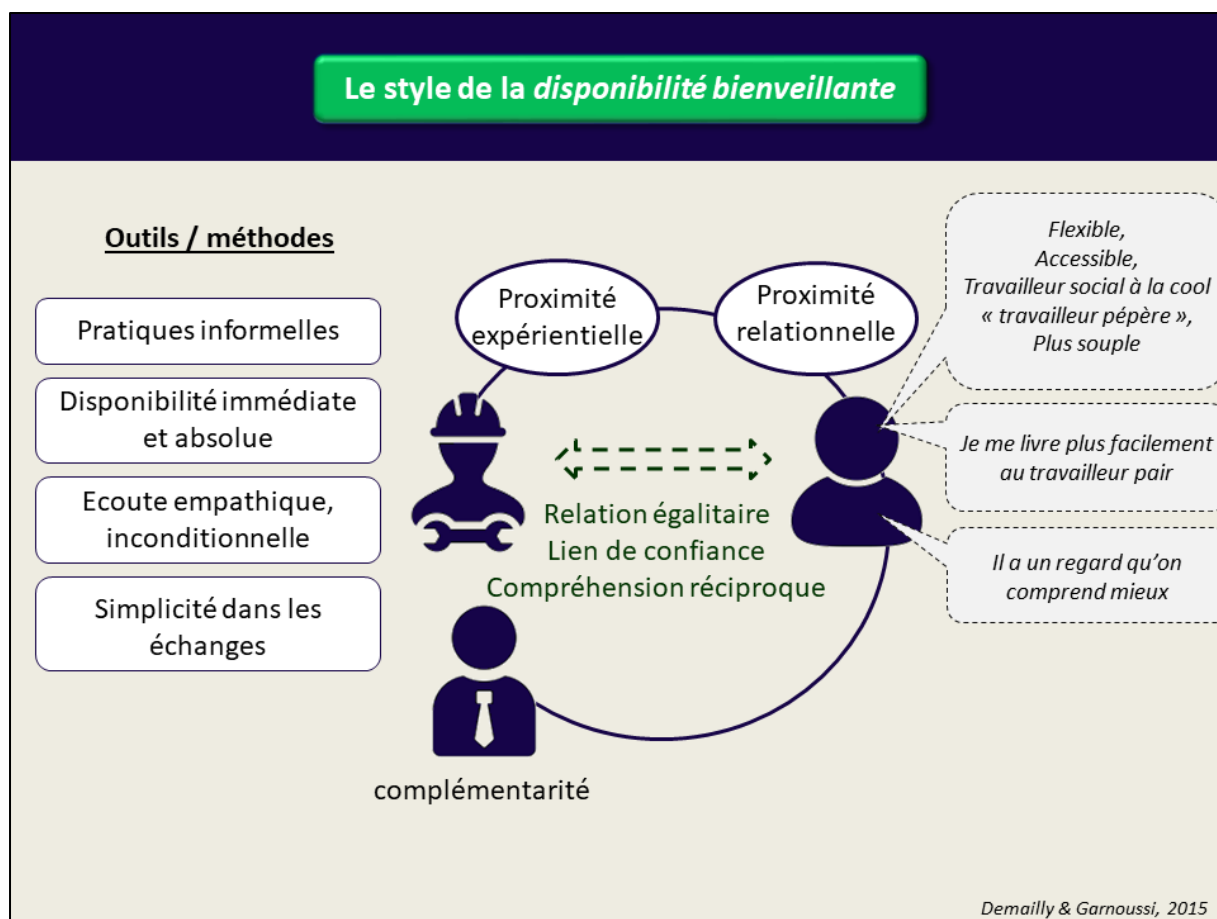 Le style de la disponibilité bienveillante
Outils / méthodes
Pratiques informelles
Disponibilité immédiate
et absolue
Ecoute empathique,
inconditionnelle
Simplicité dans les
échanges
Proximité
expérientielle
Proximité
relationnelle
Relation égalitaire
Lien de confiance
Compréhension réciproque
complémentarité
Flexible,
Accessible,
Travailleur social à la cool
« travailleur pépère »,
Plus souple
Je me livre plus facilement
au travailleur pair
Il a un regard qu’on
comprend mieux
Demailly & Garnoussi, 2015